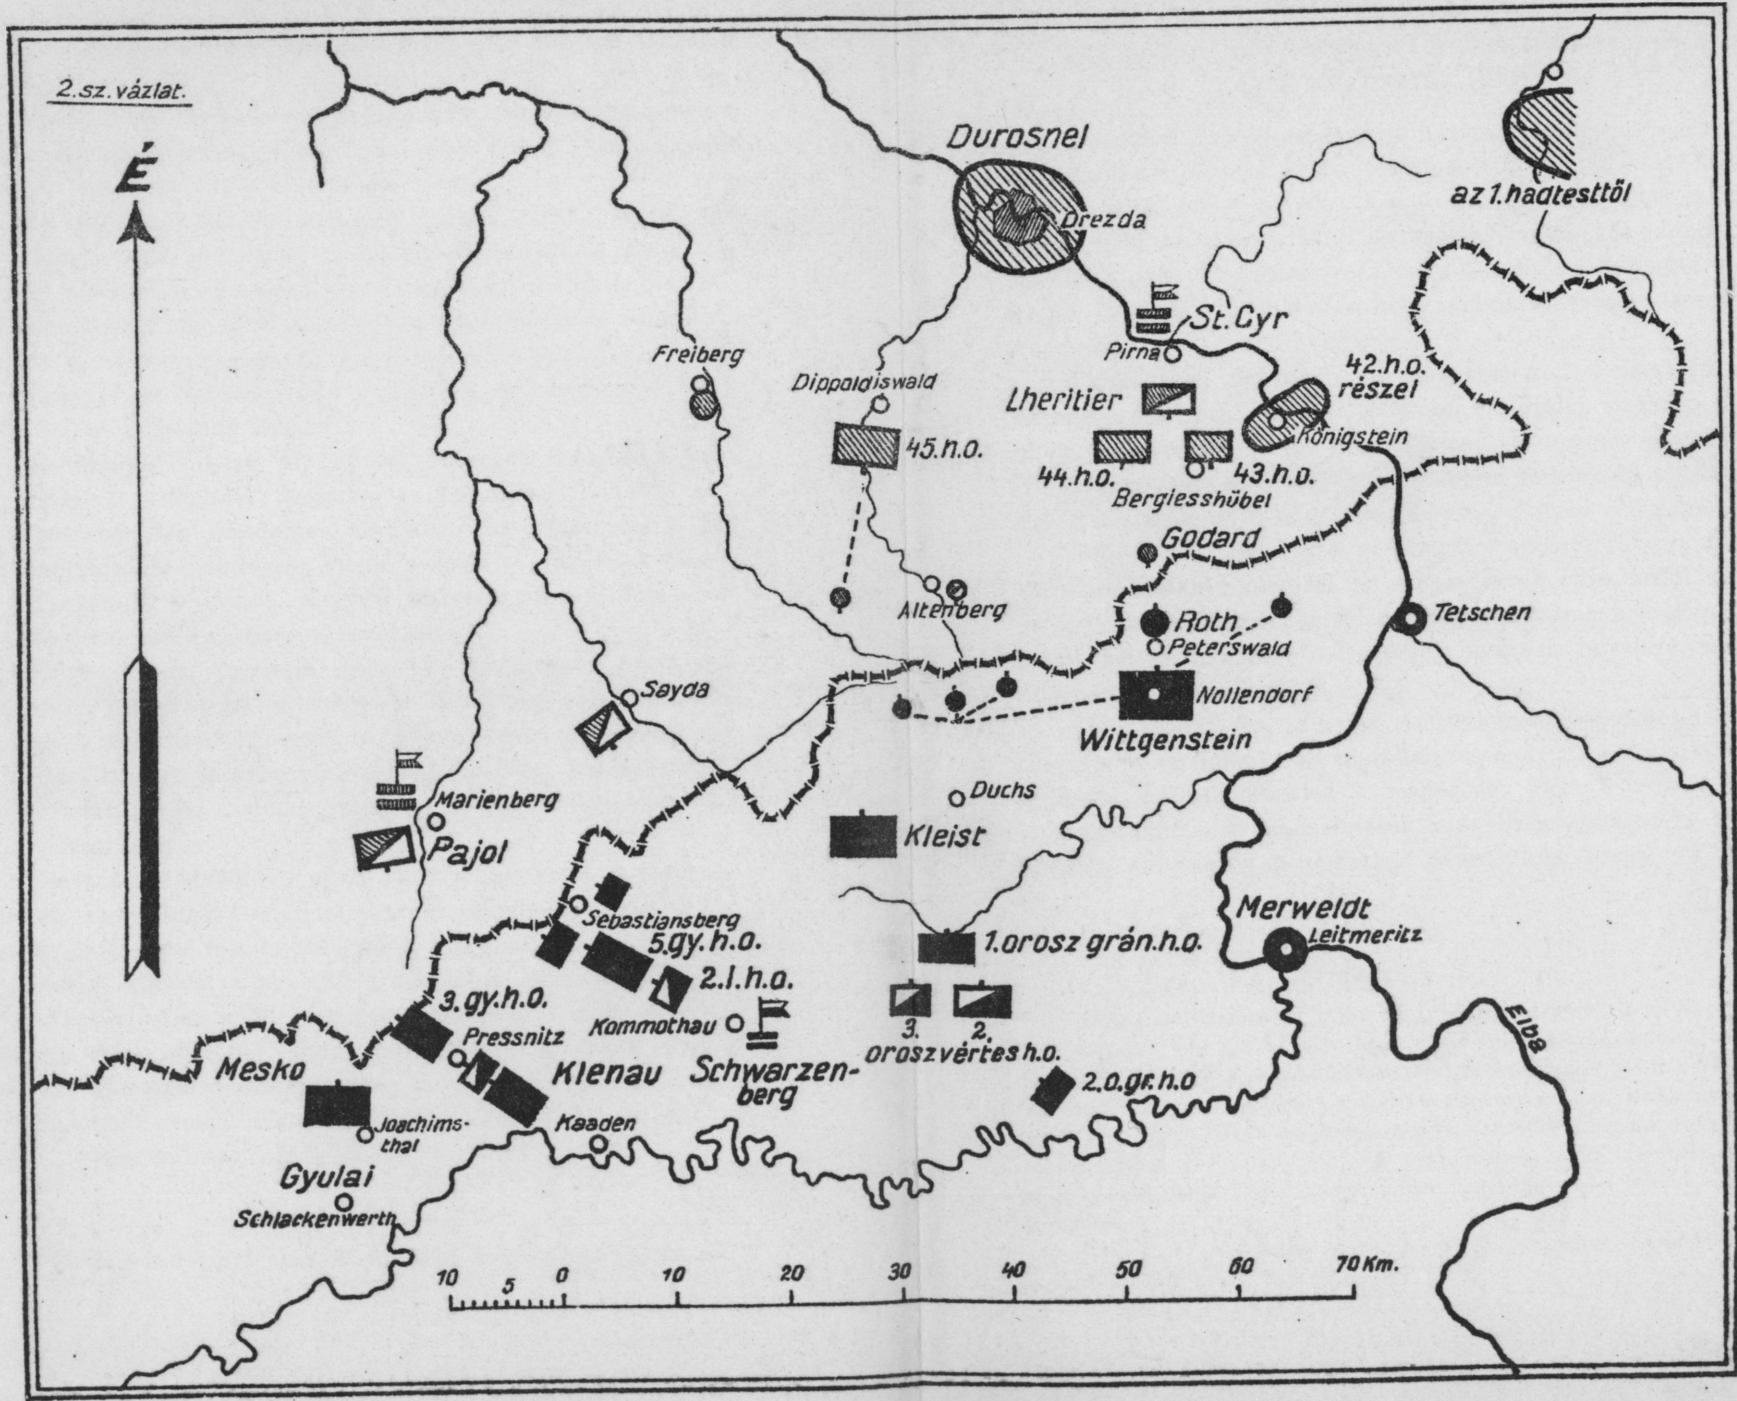 2.sz.vázlat.
É
Durosnel
Drezda
az 1.hadtesttől
St.Cyr
Pirna
Freiberg
Dippoldiswald
Lheritier
42.h.o.
részei
Königstein
45.h.o.
44.h.o.
43.h.o.
Bergiesshübel
Godard
Altenberg
Roth
Peterswald
Tetschen
Nollendorf
Wittgenstein
Sayda
Marienberg
Pajol
Duchs
Kleist
Sebastiansberg
5.gy.h.o.
2.l.h.o.
Merweldt
Leitmeritz
1.orosz grán.h.o.
3.gy.h.o.
Pressnitz
Kommothau
3.
2.
orosz vértes h.o.
Elba
Mesko
Klenau
Schwarzen-
berg
2.o.gr.h.o
Joachims-
thal
Kaaden
Gyulai
Schlackenwerth
10 5 0 10 20 30 40 50 60 70 Km.